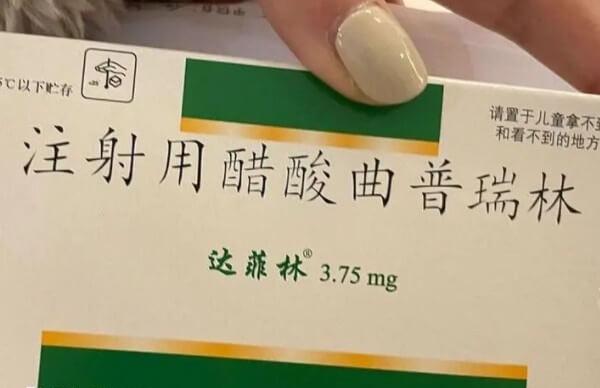 ℃以下贮存
请置于儿童拿不到
和看不到的地方
注射用醋酸曲普瑞林
达菲林® 3.75 mg